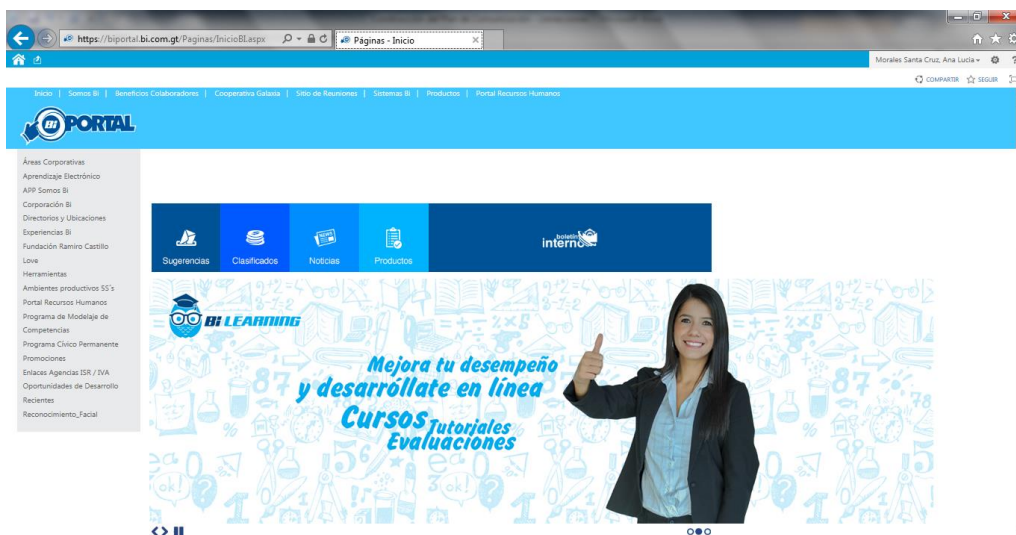 https://biportal.bi.com.gt/Paginas/InicioBI.aspx
Páginas - Inicio
Morales Santa Cruz, Ana Lucia
COMPARTIR SEGUIR
Inicio | Somos Bi | Beneficios Colaboradores | Cooperativa Galaxia | Sitio de Reuniones | Sistemas Bi | Productos | Portal Recursos Humanos
Bi PORTAL
Áreas Corporativas
Aprendizaje Electrónico
APP Somos Bi
Corporación Bi
Directorios y Ubicaciones
Experiencias Bi
Fundación Ramiro Castillo
Love
Herramientas
Ambientes productivos 5S's
Portal Recursos Humanos
Programa de Modelaje de
Competencias
Programa Cívico Permanente
Promociones
Enlaces Agencias ISR / IVA
Oportunidades de Desarrollo
Recientes
Reconocimiento_Facial
Sugerencias Clasificados Noticias Productos
boletín
interno
Bi LEARNING
Mejora tu desempeño
y desarróllate en línea
Cursos Tutoriales
Evaluaciones